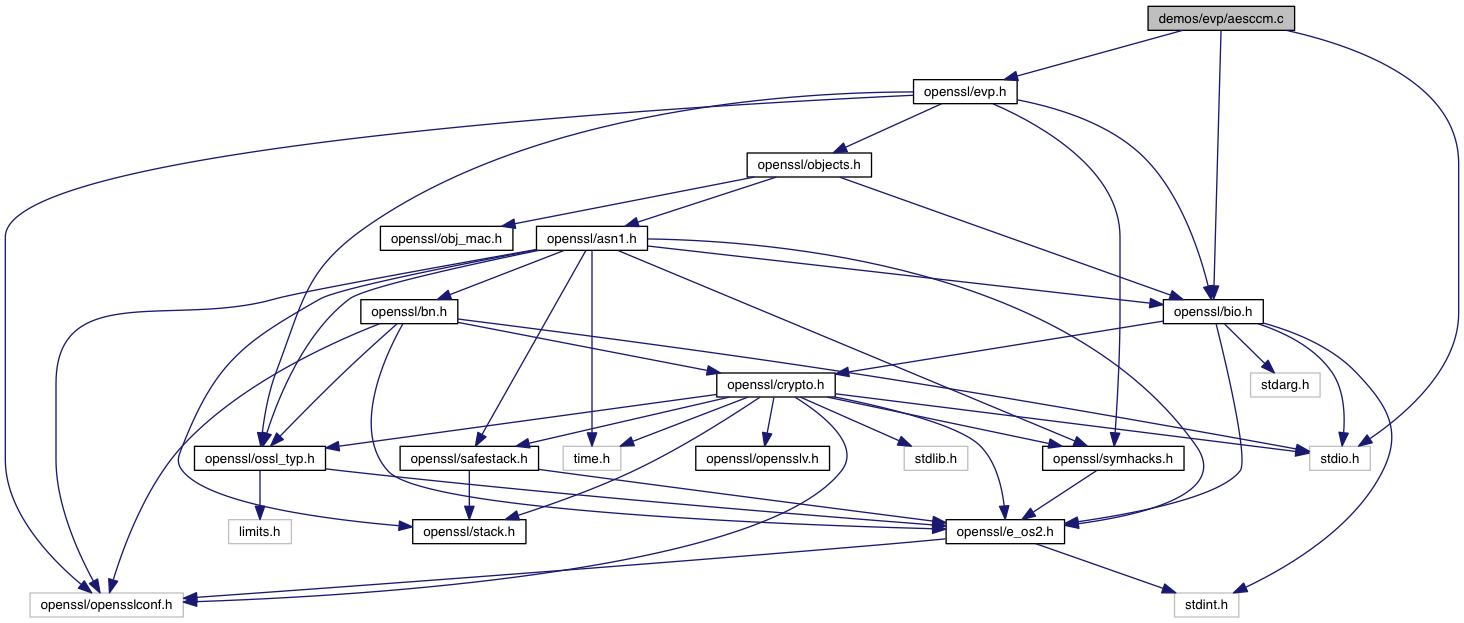 demos/evp/aesccm.c
openssl/evp.h
openssl/objects.h
openssl/obj_mac.h
openssl/asn1.h
openssl/bn.h
openssl/bio.h
openssl/crypto.h
stdarg.h
openssl/ossl_typ.h
openssl/safestack.h
time.h
openssl/opensslv.h
stdlib.h
openssl/symhacks.h
stdio.h
limits.h
openssl/stack.h
openssl/e_os2.h
openssl/opensslconf.h
stdint.h